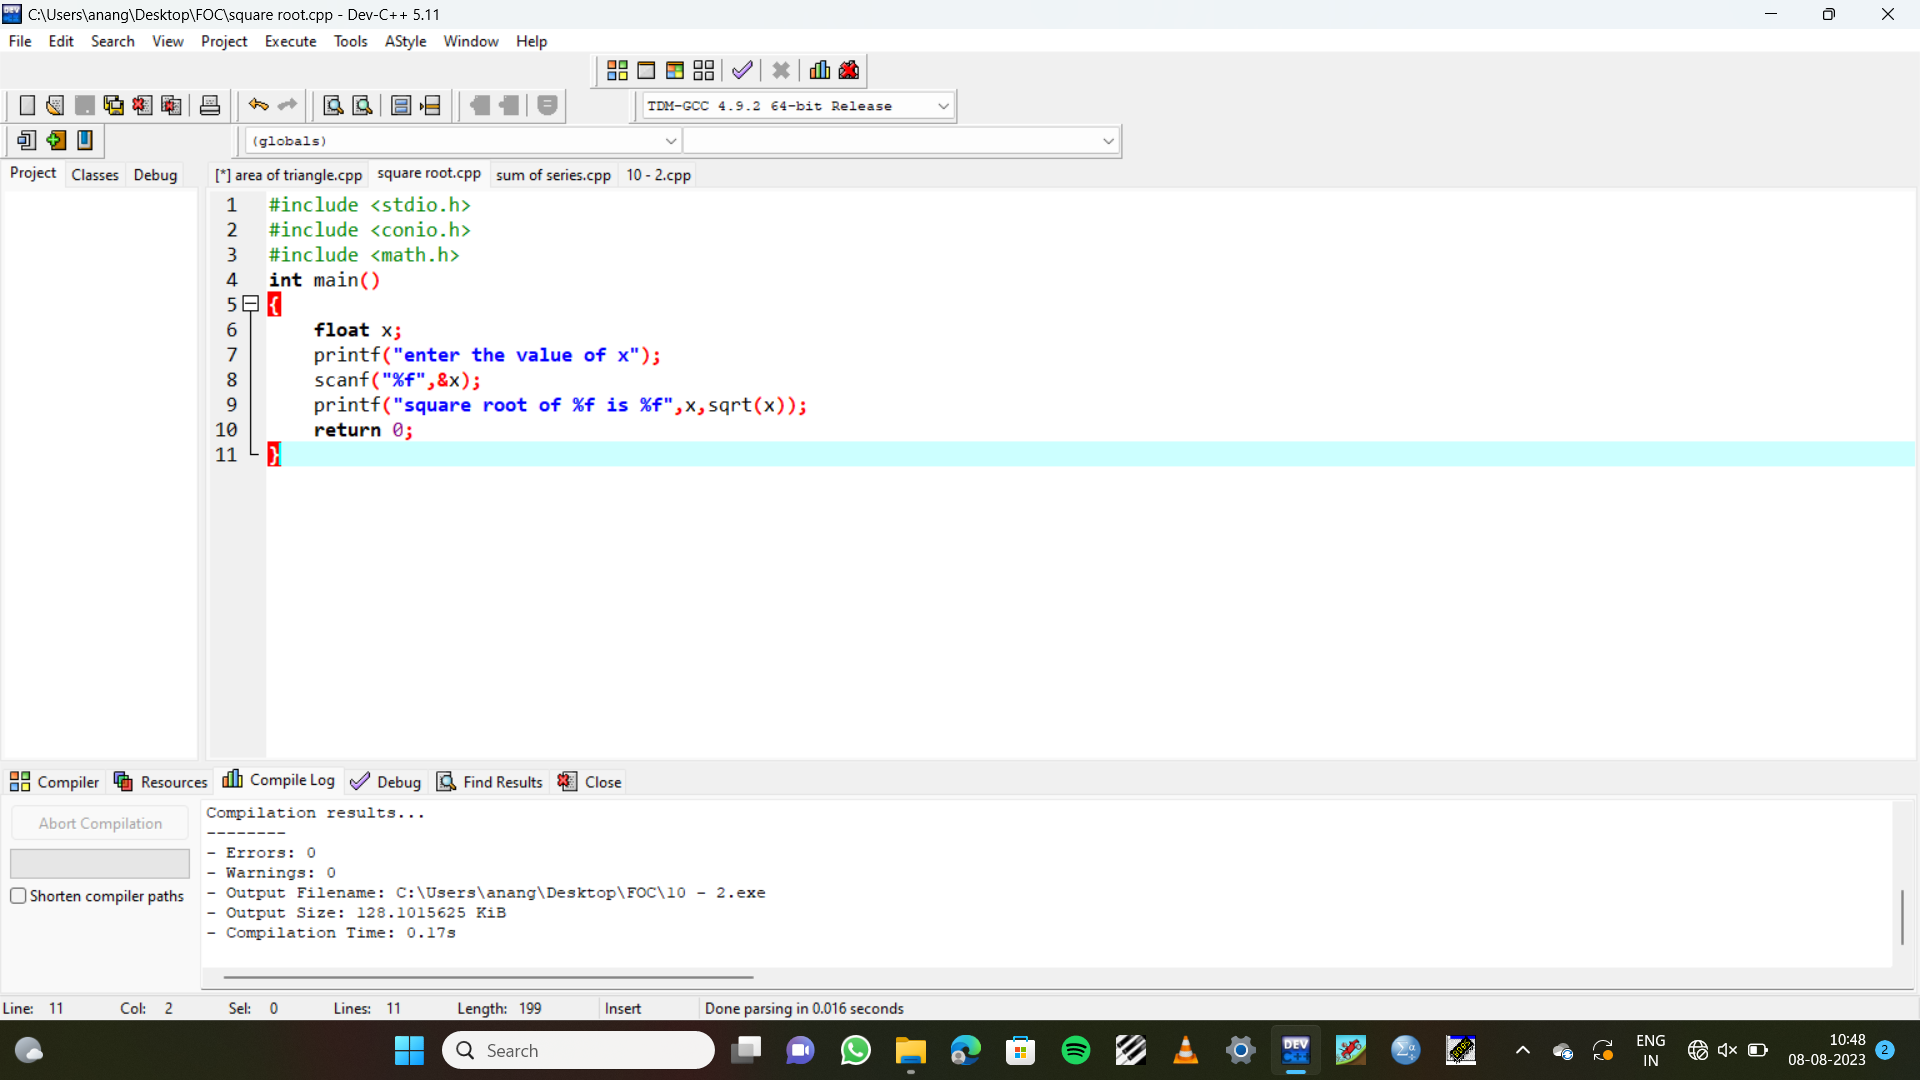 C:\Users\anang\Desktop\FOC\square root.cpp - Dev-C++ 5.11
File Edit Search View Project Execute Tools AStyle Window Help
TDM-GCC 4.9.2 64-bit Release
(globals)
Project Classes Debug
[*] area of triangle.cpp square root.cpp sum of series.cpp 10 - 2.cpp
1 #include <stdio.h>
2 #include <conio.h>
3 #include <math.h>
4 int main()
5 {
6 float x;
7 printf("enter the value of x");
8 scanf("%f",&x);
9 printf("square root of %f is %f",x,sqrt(x));
10 return 0;
11 }
Compiler Resources Compile Log Debug Find Results Close
Abort Compilation
Shorten compiler paths
Compilation results...
--------
- Errors: 0
- Warnings: 0
- Output Filename: C:\Users\anang\Desktop\FOC\10 - 2.exe
- Output Size: 128.1015625 KiB
- Compilation Time: 0.17s
Line: 11 Col: 2 Sel: 0 Lines: 11 Length: 199 Insert Done parsing in 0.016 seconds
Search
DEV C++
ENG
IN
10:48
08-08-2023
2